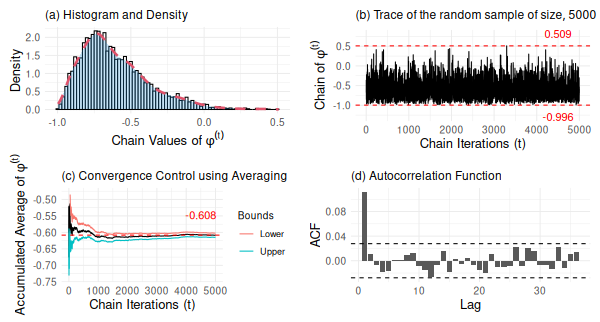 (a) Histogram and Density
Density
2.0
1.5
1.0
0.5
0.0
-1.0 -0.5 0.0 0.5
Chain Values of φ(t)
(b) Trace of the random sample of size, 5000
0.509
Chain of φ(t)
0.5
0.0
-0.5
-1.0
-0.996
0 1000 2000 3000 4000 5000
Chain Iterations (t)
(c) Convergence Control using Averaging
Accumulated Average of φ(t)
-0.50
-0.55
-0.60
-0.65
-0.70
-0.75
-0.608
0 1000 2000 3000 4000 5000
Chain Iterations (t)
Bounds
Lower
Upper
(d) Autocorrelation Function
ACF
0.08
0.04
0.00
0 10 20 30
Lag